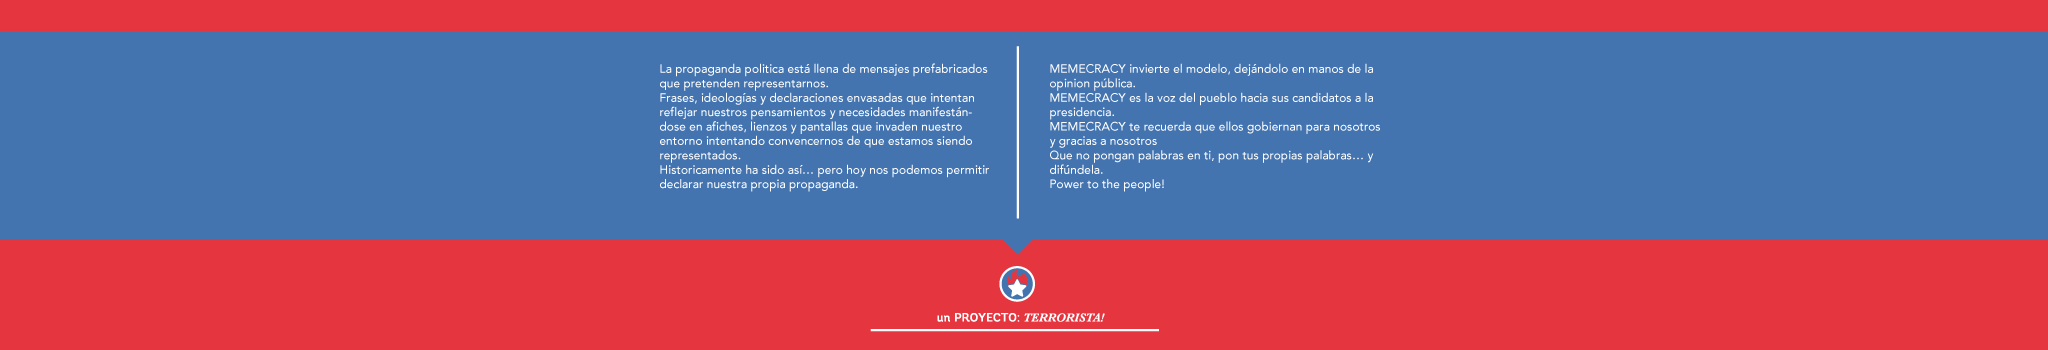 La propaganda politica está llena de mensajes prefabricados
que pretenden representarnos.
Frases, ideologías y declaraciones envasadas que intentan
reflejar nuestros pensamientos y necesidades manifestán-
dose en afiches, lienzos y pantallas que invaden nuestro
entorno intentando convencernos de que estamos siendo
representados.
Historicamente ha sido así... pero hoy nos podemos permitir
declarar nuestra propia propaganda.
MEMECRACY invierte el modelo, dejándolo en manos de la
opinion pública.
MEMECRACY es la voz del pueblo hacia sus candidatos a la
presidencia.
MEMECRACY te recuerda que ellos gobiernan para nosotros
y gracias a nosotros
Que no pongan palabras en ti, pon tus propias palabras... y
difúndela.
Power to the people!
un PROYECTO: TERRORISTA!